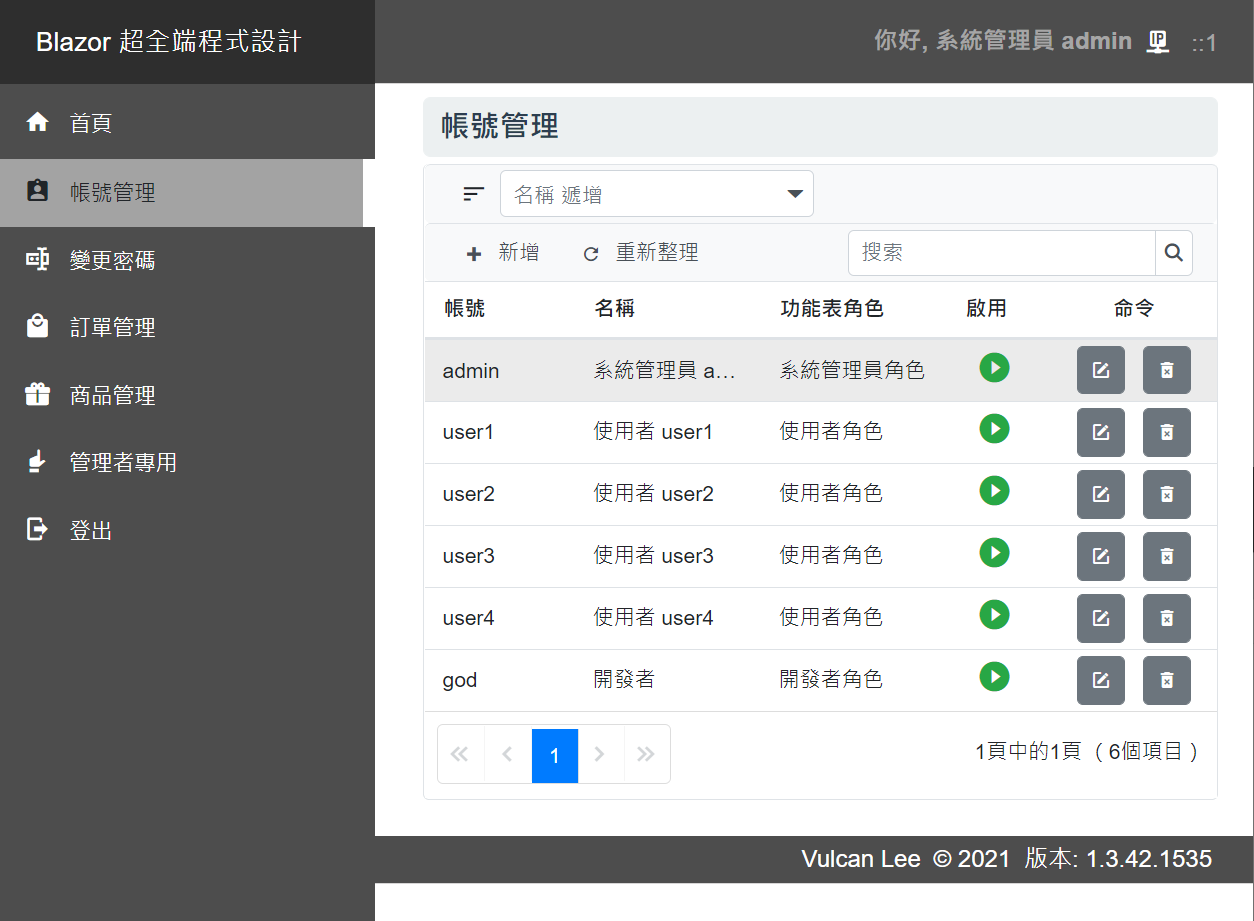 Blazor 超全端程式設計
你好, 系統管理員 admin IP ::1
首頁
帳號管理
變更密碼
訂單管理
商品管理
管理者專用
登出
帳號管理
名稱 遞增
新增 重新整理 搜索
帳號 名稱 功能表角色 啟用 命令
admin 系統管理員 a… 系統管理員角色
user1 使用者 user1 使用者角色
user2 使用者 user2 使用者角色
user3 使用者 user3 使用者角色
user4 使用者 user4 使用者角色
god 開發者 開發者角色
1 1頁中的1頁 （6個項目）
Vulcan Lee © 2021 版本: 1.3.42.1535